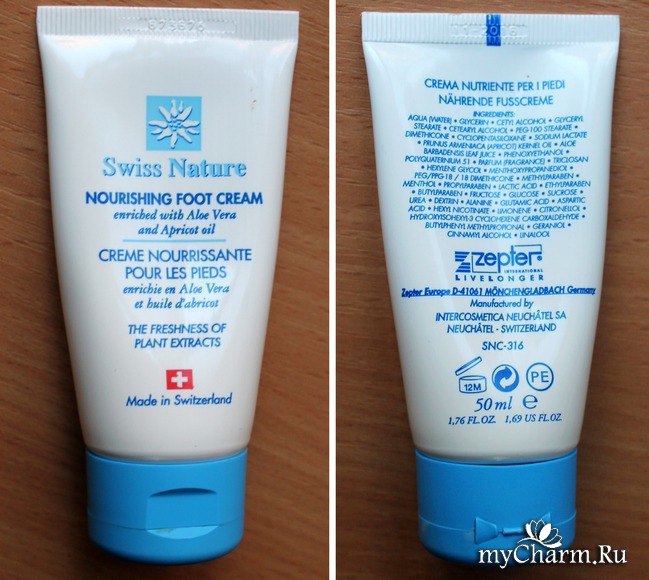 Swiss Nature
NOURISHING FOOT CREAM
enriched with Aloe Vera
and Apricot oil
CREME NOURRISSANTE
POUR LES PIEDS
enrichie en Aloe Vera
et huile d'abricot
THE FRESHNESS OF
PLANT EXTRACTS
Made in Switzerland
CREMA NUTRIENTE PER I PIEDI
NÄHRENDE FUSSCREME
INGREDIENTS:
AQUA (WATER) • GLYCERIN • CETYL ALCOHOL • GLYCERYL
STEARATE • CETEARYL ALCOHOL • PEG-100 STEARATE •
DIMETHICONE • CYCLOPENTASILOXANE • SODIUM LACTATE
• PRUNUS ARMENIACA (APRICOT) KERNEL OIL • ALOE
BARBADENSIS LEAF JUICE • PHENOXYETHANOL •
POLYQUATERNIUM 51 • PARFUM (FRAGRANCE) • TRICLOSAN
• HEXYLENE GLYCOL • MENTHOXYPROPANEDIOL •
PEG/PPG-18 / 18 DIMETHICONE • METHYLPARABEN •
MENTHOL • PROPYLPARABEN • LACTIC ACID • ETHYLPARABEN
• BUTYLPARABEN • FRUCTOSE • GLUCOSE • SUCROSE •
UREA • DEXTRIN • ALANINE • GLUTAMIC ACID • ASPARTIC
ACID • HEXYL NICOTINATE • LIMONENE • CITRONELLOL •
HYDROXYISOHEXYL-3 CYCLOHEXENE CARBOXALDEHYDE •
BUTYLPHENYL METHYLPROPIONAL • GERANIOL •
CINNAMYL ALCOHOL • LINALOOL
zepter
INTERNATIONAL
LIVE LONGER
Zepter Europe D-41061 MÖNCHENGLADBACH Germany
Manufactured by
INTERCOSMETICA NEUCHÂTEL SA
NEUCHÂTEL - SWITZERLAND
SNC-316
12M
PE
50 ml e
1,76 FL.OZ. 1,69 US FL.OZ.
myCharm.Ru